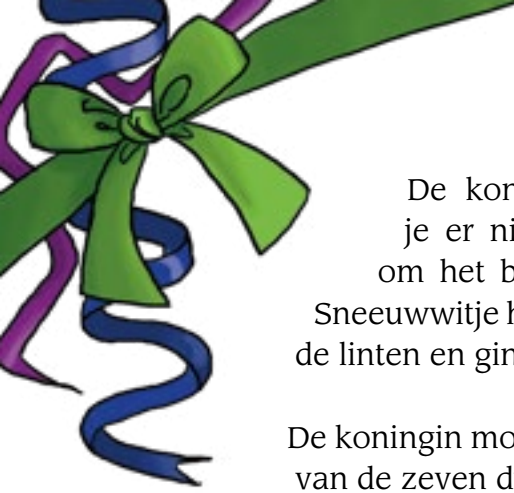 De kon
je er ni
om het b
Sneeuwwitje h
de linten en gin
De koningin mo
van de zeven d